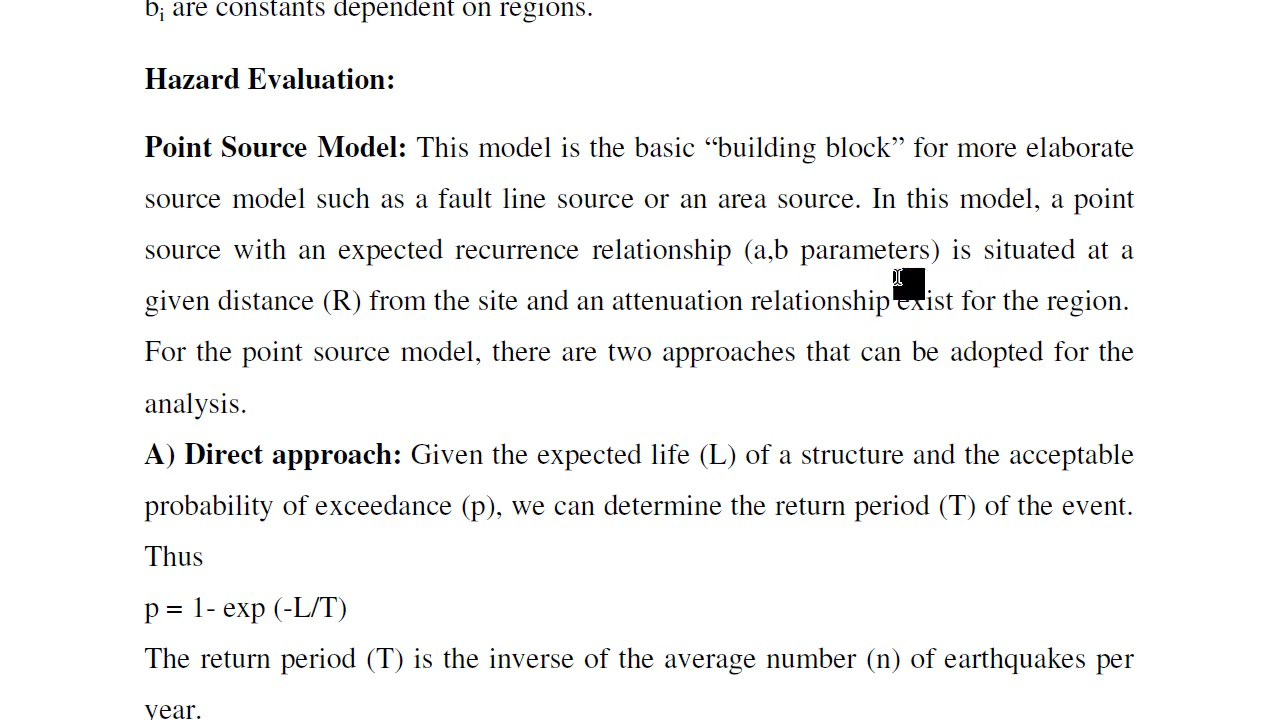 bᵢ are constants dependent on regions.
Hazard Evaluation:
Point Source Model: This model is the basic “building block” for more elaborate
source model such as a fault line source or an area source. In this model, a point
source with an expected recurrence relationship (a,b parameters) is situated at a
given distance (R) from the site and an attenuation relationship exist for the region.
For the point source model, there are two approaches that can be adopted for the
analysis.
A) Direct approach: Given the expected life (L) of a structure and the acceptable
probability of exceedance (p), we can determine the return period (T) of the event.
Thus
p = 1- exp (-L/T)
The return period (T) is the inverse of the average number (n) of earthquakes per
year.